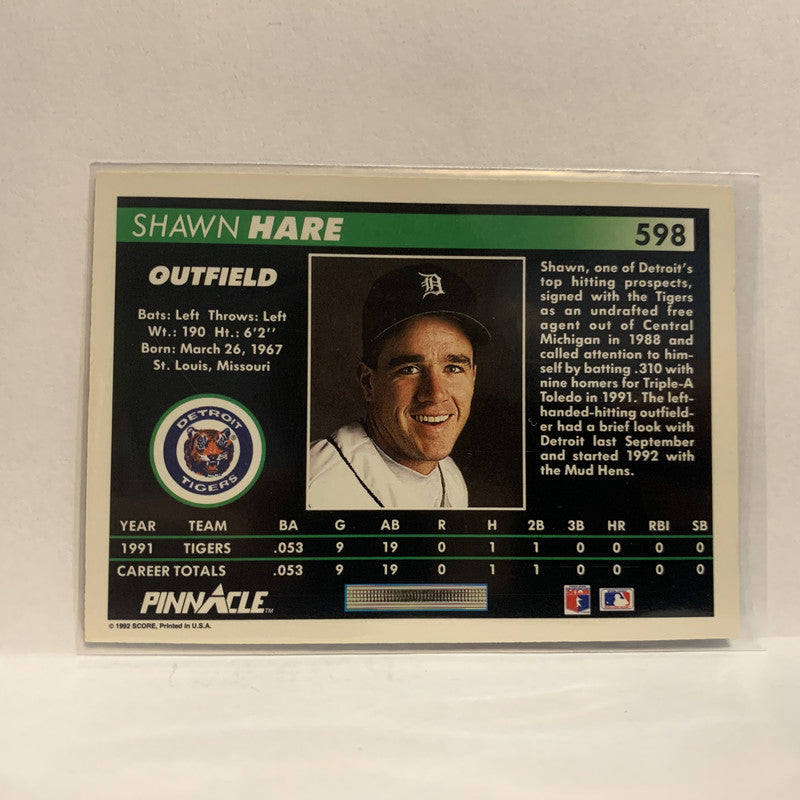 SHAWN HARE
598
OUTFIELD
Bats: Left Throws: Left
Wt.: 190 Ht.: 6'2''
Born: March 26, 1967
St. Louis, Missouri
DETROIT
TIGERS
D
Shawn, one of Detroit's
top hitting prospects,
signed with the Tigers
as an undrafted free
agent out of Central
Michigan in 1988 and
called attention to him-
self by batting .310 with
nine homers for Triple-A
Toledo in 1991. The left-
handed-hitting outfield-
er had a brief look with
Detroit last September
and started 1992 with
the Mud Hens.
YEAR TEAM BA G AB R H 2B 3B HR RBI SB
1991 TIGERS .053 9 19 0 1 1 0 0 0 0
CAREER TOTALS .053 9 19 0 1 1 0 0 0 0
PINNACLE™
© 1992 SCORE, Printed in U.S.A.